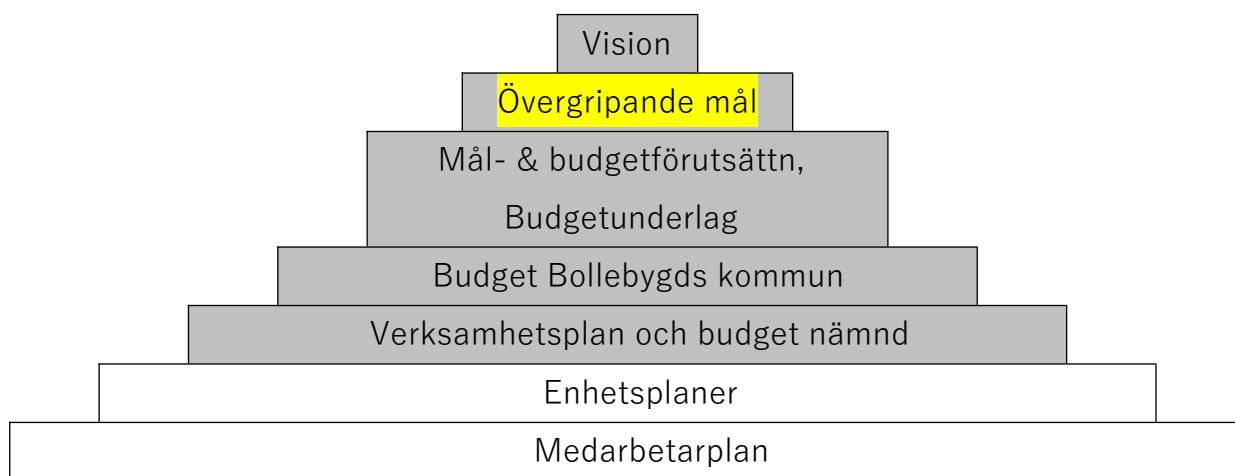 Vision
Övergripande mål
Mål- & budgetförutsättn,
Budgetunderlag
Budget Bollebygds kommun
Verksamhetsplan och budget nämnd
Enhetsplaner
Medarbetarplan